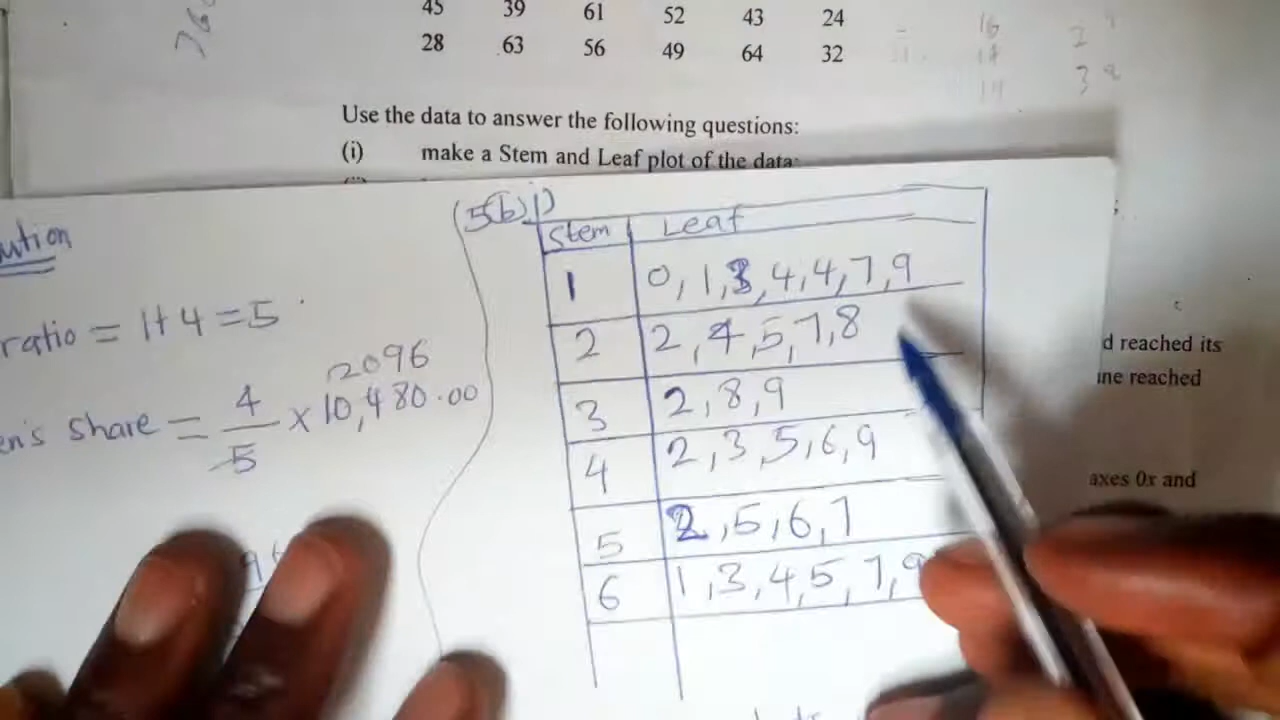 45 39 61 52 43 24
28 63 56 49 64 32
Use the data to answer the following questions:
(i) make a Stem and Leaf plot of the data;
ution
ratio = 1+4 = 5
2096
en's Share = 4/5 × 10,480.00
(5(b)i)
Stem Leaf
1 0, 1, 3, 4, 4, 7, 9
2 2, 4, 5, 7, 8
3 2, 8, 9
4 2, 3, 5, 6, 9
5 2, 5, 6, 7
6 1, 3, 4, 5, 7, 9
d reached its
ine reached
axes 0x and